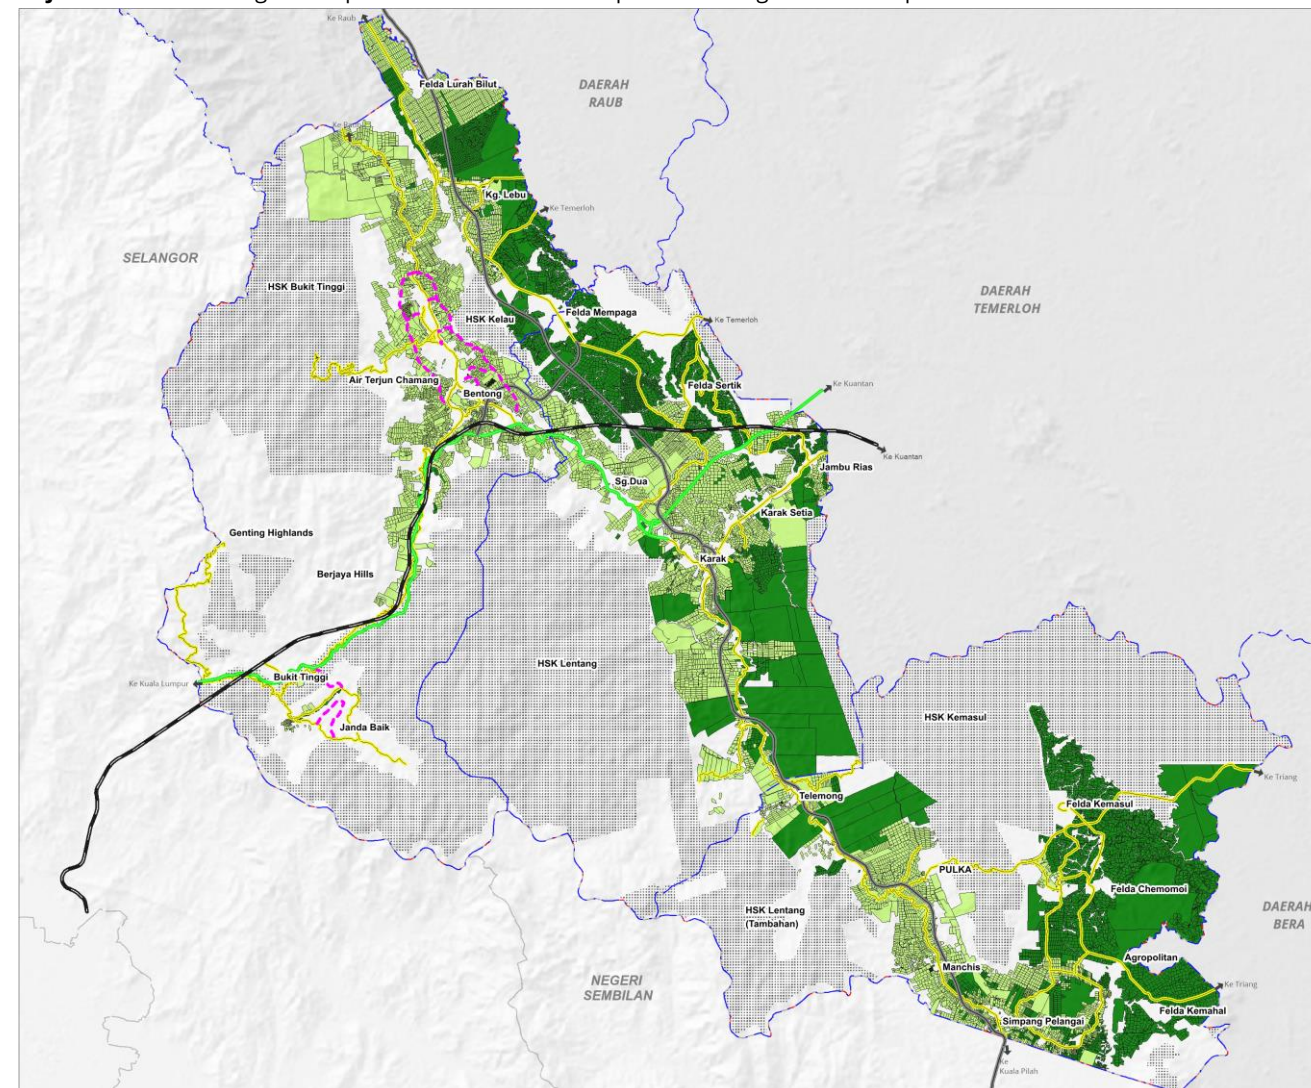 Ke Raub
Felda Lurah Bilut
DAERAH
RAUB
Ke Raub
Kg. Lebu
Ke Temerloh
SELANGOR
HSK Bukit Tinggi
DAERAH
TEMERLOH
HSK Kelau
Felda Mempaga
Ke Temerloh
Air Terjun Chamang
Felda Sertik
Ke Kuantan
Bentong
Ke Kuantan
Jambu Rias
Sg.Dua
Karak Setia
Genting Highlands
Karak
Berjaya Hills
HSK Lentang
Bukit Tinggi
Ke Kuala Lumpur
Janda Baik
HSK Kemasul
Ke Triang
Telemong
Felda Kemasul
PULKA
Felda Chemomoi
HSK Lentang
(Tambahan)
DAERAH
BERA
Agropolitan
Manchis
NEGERI
SEMBILAN
Ke Triang
Felda Kemahal
Simpang Pelangai
Ke
Kuala Pilah